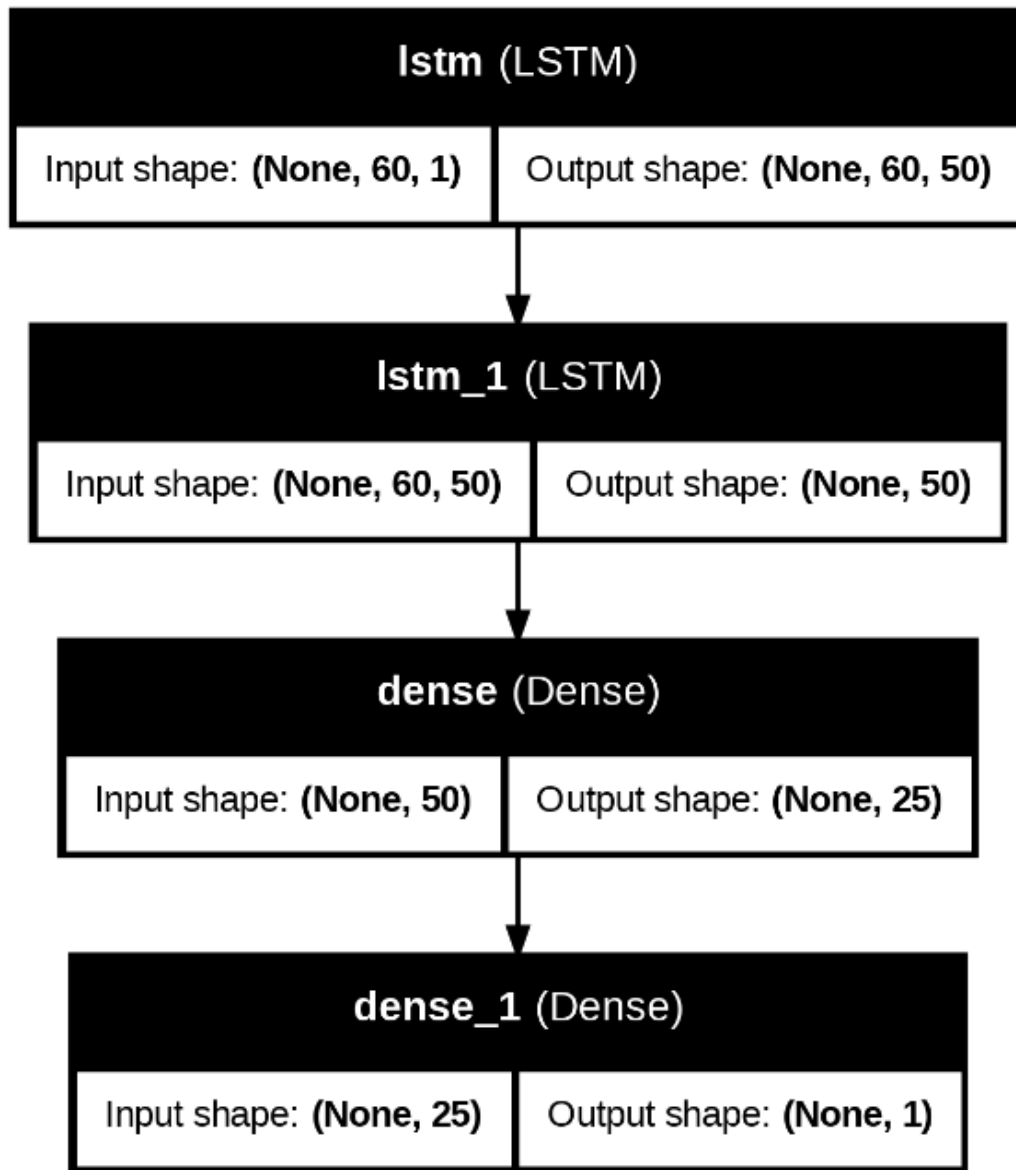 lstm (LSTM)
Input shape: (None, 60, 1) Output shape: (None, 60, 50)
lstm_1 (LSTM)
Input shape: (None, 60, 50) Output shape: (None, 50)
dense (Dense)
Input shape: (None, 50) Output shape: (None, 25)
dense_1 (Dense)
Input shape: (None, 25) Output shape: (None, 1)